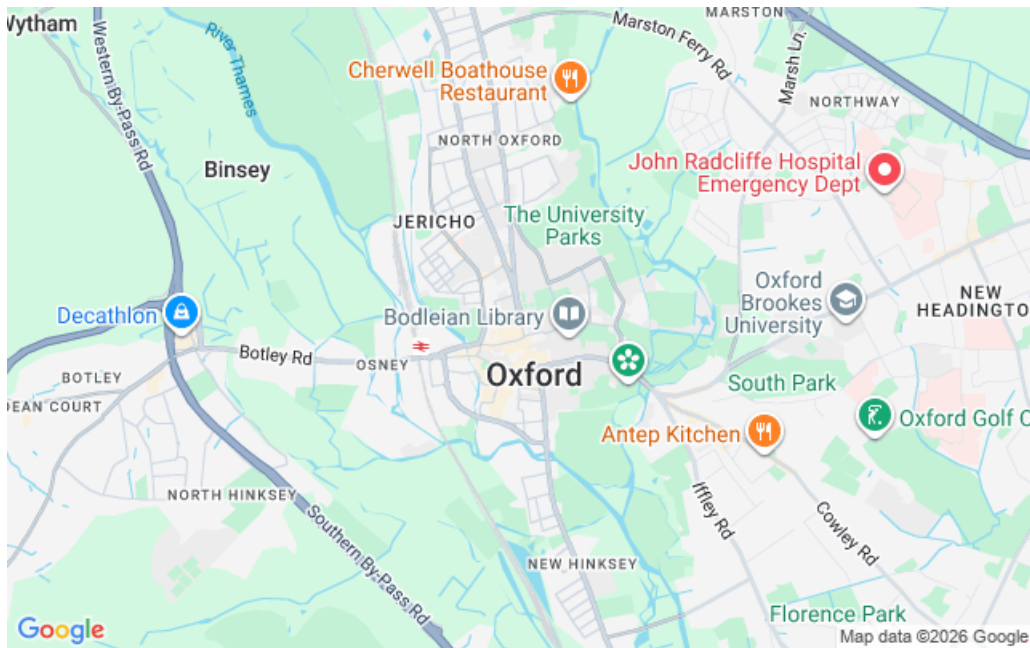 Wytham
MARSTON
Western By-Pass Rd
River Thames
Marston Ferry Rd
Marsh Ln.
Cherwell Boathouse
Restaurant
NORTHWAY
NORTH OXFORD
Binsey
John Radcliffe Hospital
Emergency Dept
JERICHO
The University
Parks
Oxford
Brookes
University
NEW
HEADINGTO
Decathlon
Bodleian Library
Botley Rd
OSNEY
Oxford
BOTLEY
South Park
DEAN COURT
Antep Kitchen
Oxford Golf C
NORTH HINKSEY
Southern By-Pass Rd
Iffley Rd
Cowley Rd
NEW HINKSEY
Florence Park
Google
Map data ©2026 Google